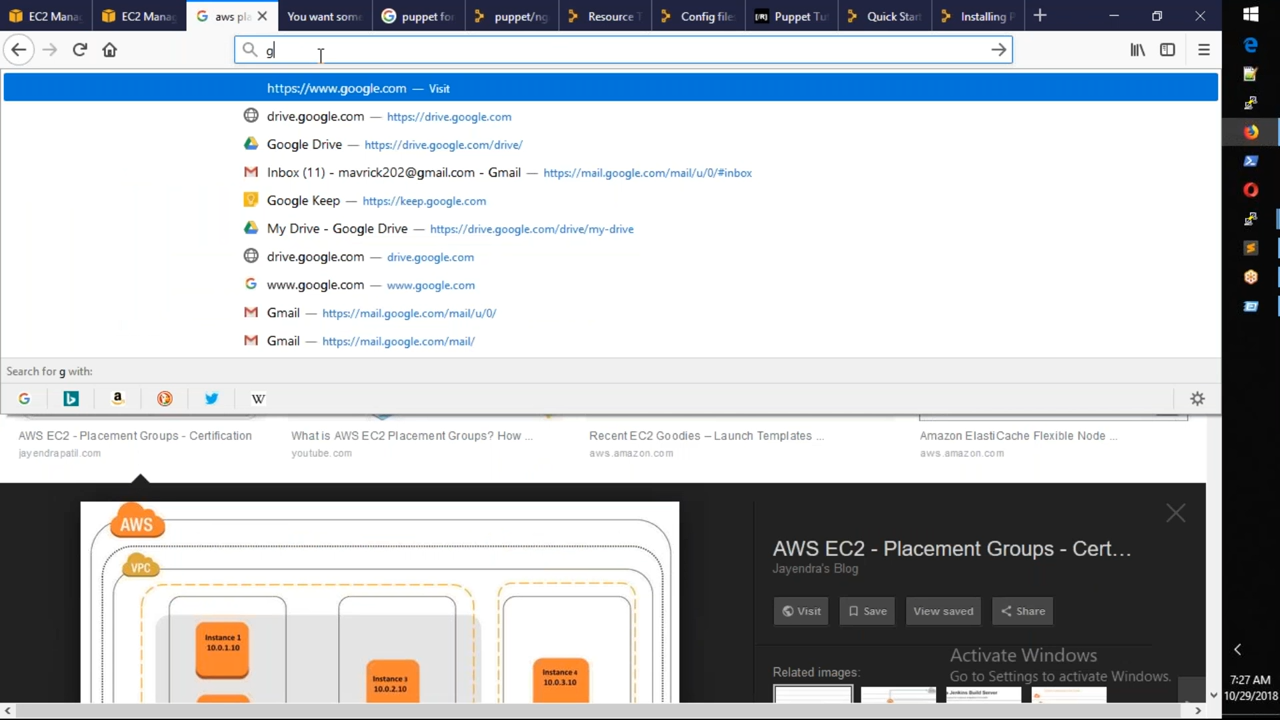 EC2 Mana
EC2 Mana
aws pla
You want some
puppet for
puppet/ng
Resource T
Config files
Puppet Tut
Quick Start
Installing P
g
https://www.google.com — Visit
drive.google.com — https://drive.google.com
Google Drive — https://drive.google.com/drive/
Inbox (11) - mavrick202@gmail.com - Gmail — https://mail.google.com/mail/u/0/#inbox
Google Keep — https://keep.google.com
My Drive - Google Drive — https://drive.google.com/drive/my-drive
drive.google.com — drive.google.com
www.google.com — www.google.com
Gmail — https://mail.google.com/mail/u/0/
Gmail — https://mail.google.com/mail/
Search for g with:
AWS EC2 - Placement Groups - Certification
jayendrapatil.com
What is AWS EC2 Placement Groups? How ...
youtube.com
Recent EC2 Goodies – Launch Templates ...
aws.amazon.com
Amazon ElastiCache Flexible Node ...
aws.amazon.com
AWS
VPC
Instance 1
10.0.1.10
Instance 3
10.0.2.10
Instance 4
10.0.3.10
AWS EC2 - Placement Groups - Cert...
Jayendra's Blog
Visit
Save
View saved
Share
Related images:
Activate Windows
Go to Settings to activate Windows.
7:27 AM
10/29/2018